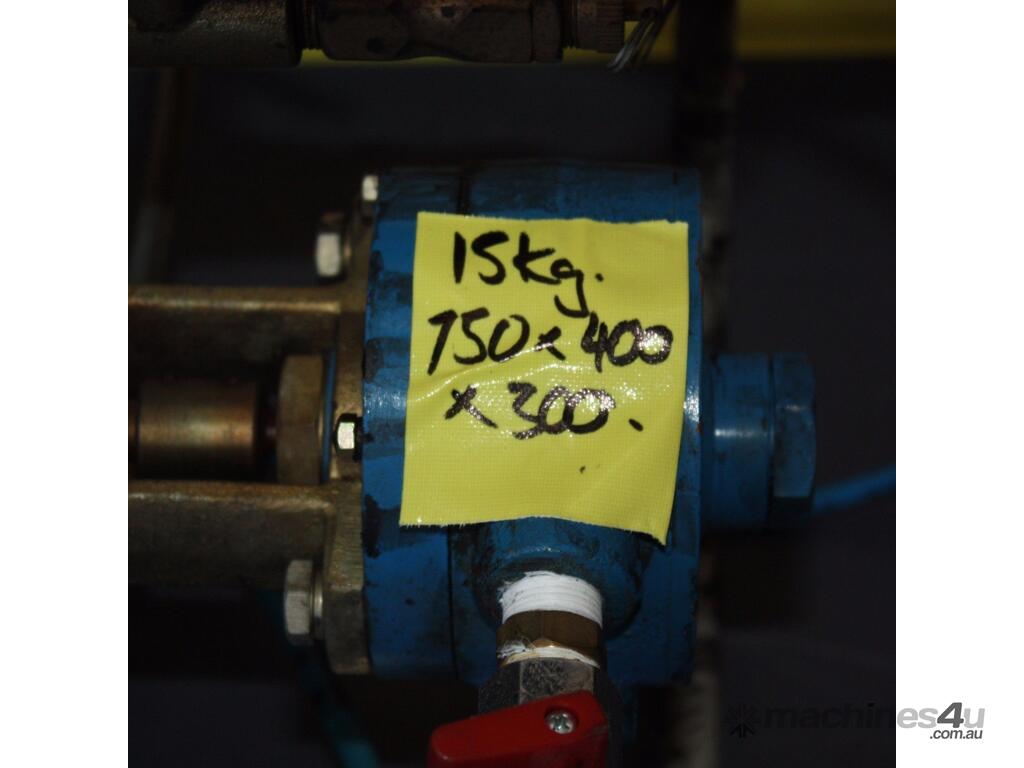 15kg.
750x400
x300.
machines4u
.com.au